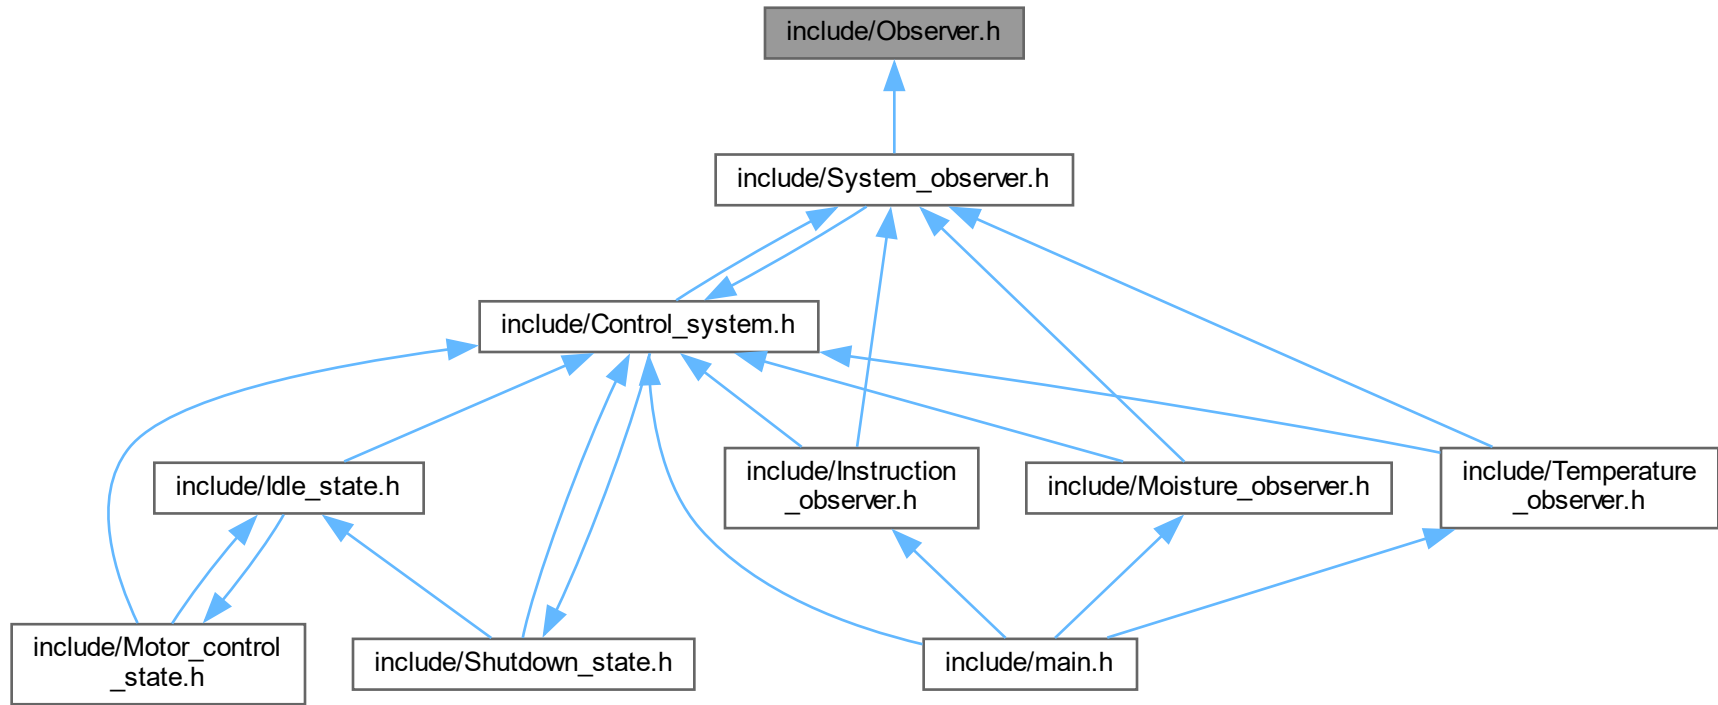 include/Observer.h
include/System_observer.h
include/Control_system.h
include/Idle_state.h
include/Instruction
_observer.h
include/Moisture_observer.h
include/Temperature
_observer.h
include/Motor_control
_state.h
include/Shutdown_state.h
include/main.h